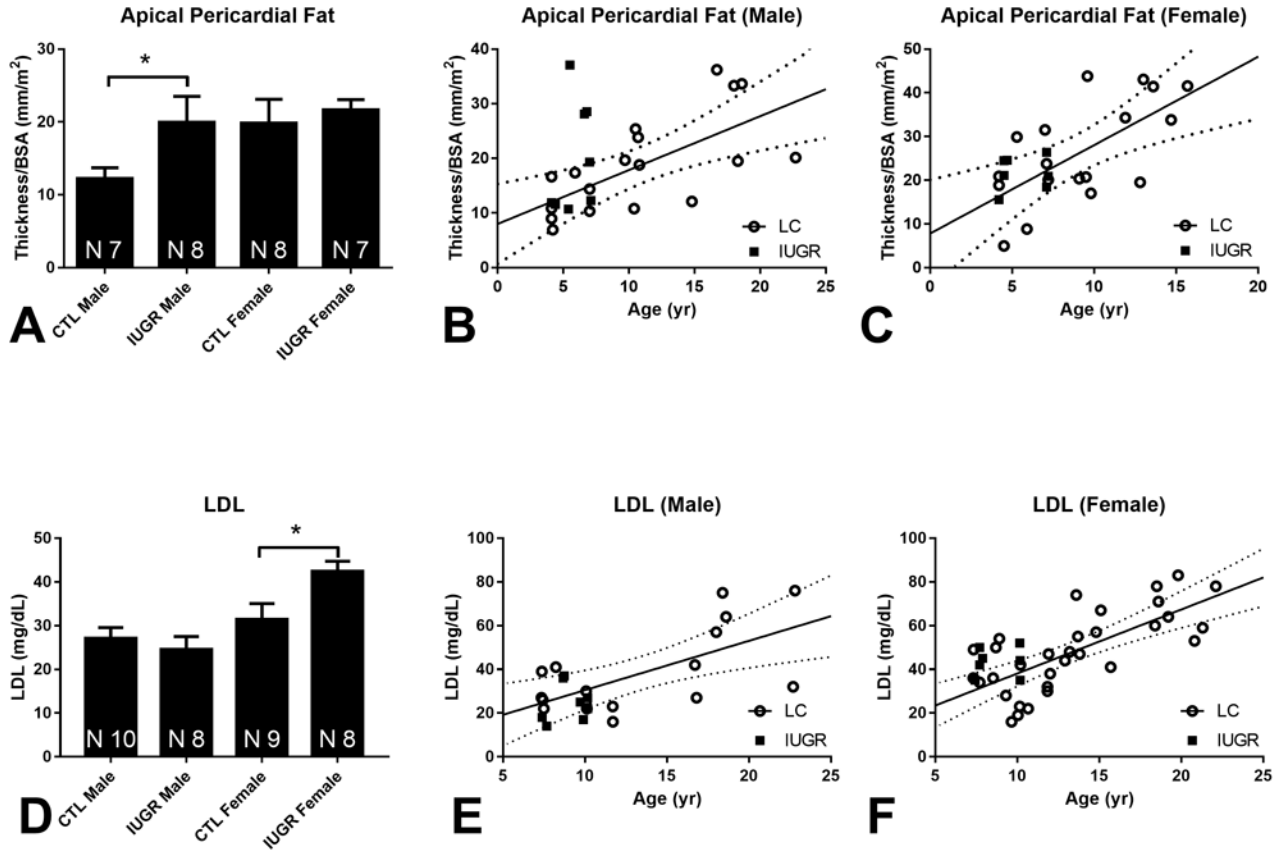 Apical Pericardial Fat
Thickness/BSA (mm/m²)
30
20
10
0
*
N 7
N 8
N 8
N 7
CTL Male
IUGR Male
CTL Female
IUGR Female
A
Apical Pericardial Fat (Male)
Thickness/BSA (mm/m²)
40
30
20
10
0
LC
IUGR
0 5 10 15 20 25
Age (yr)
B
Apical Pericardial Fat (Female)
Thickness/BSA (mm/m²)
50
40
30
20
10
0
LC
IUGR
0 5 10 15 20
Age (yr)
C
LDL
LDL (mg/dL)
50
40
30
20
10
0
*
N 10
N 8
N 9
N 8
CTL Male
IUGR Male
CTL Female
IUGR Female
D
LDL (Male)
LDL (mg/dL)
100
80
60
40
20
0
LC
IUGR
5 10 15 20 25
Age (yr)
E
LDL (Female)
LDL (mg/dL)
100
80
60
40
20
0
LC
IUGR
5 10 15 20 25
Age (yr)
F